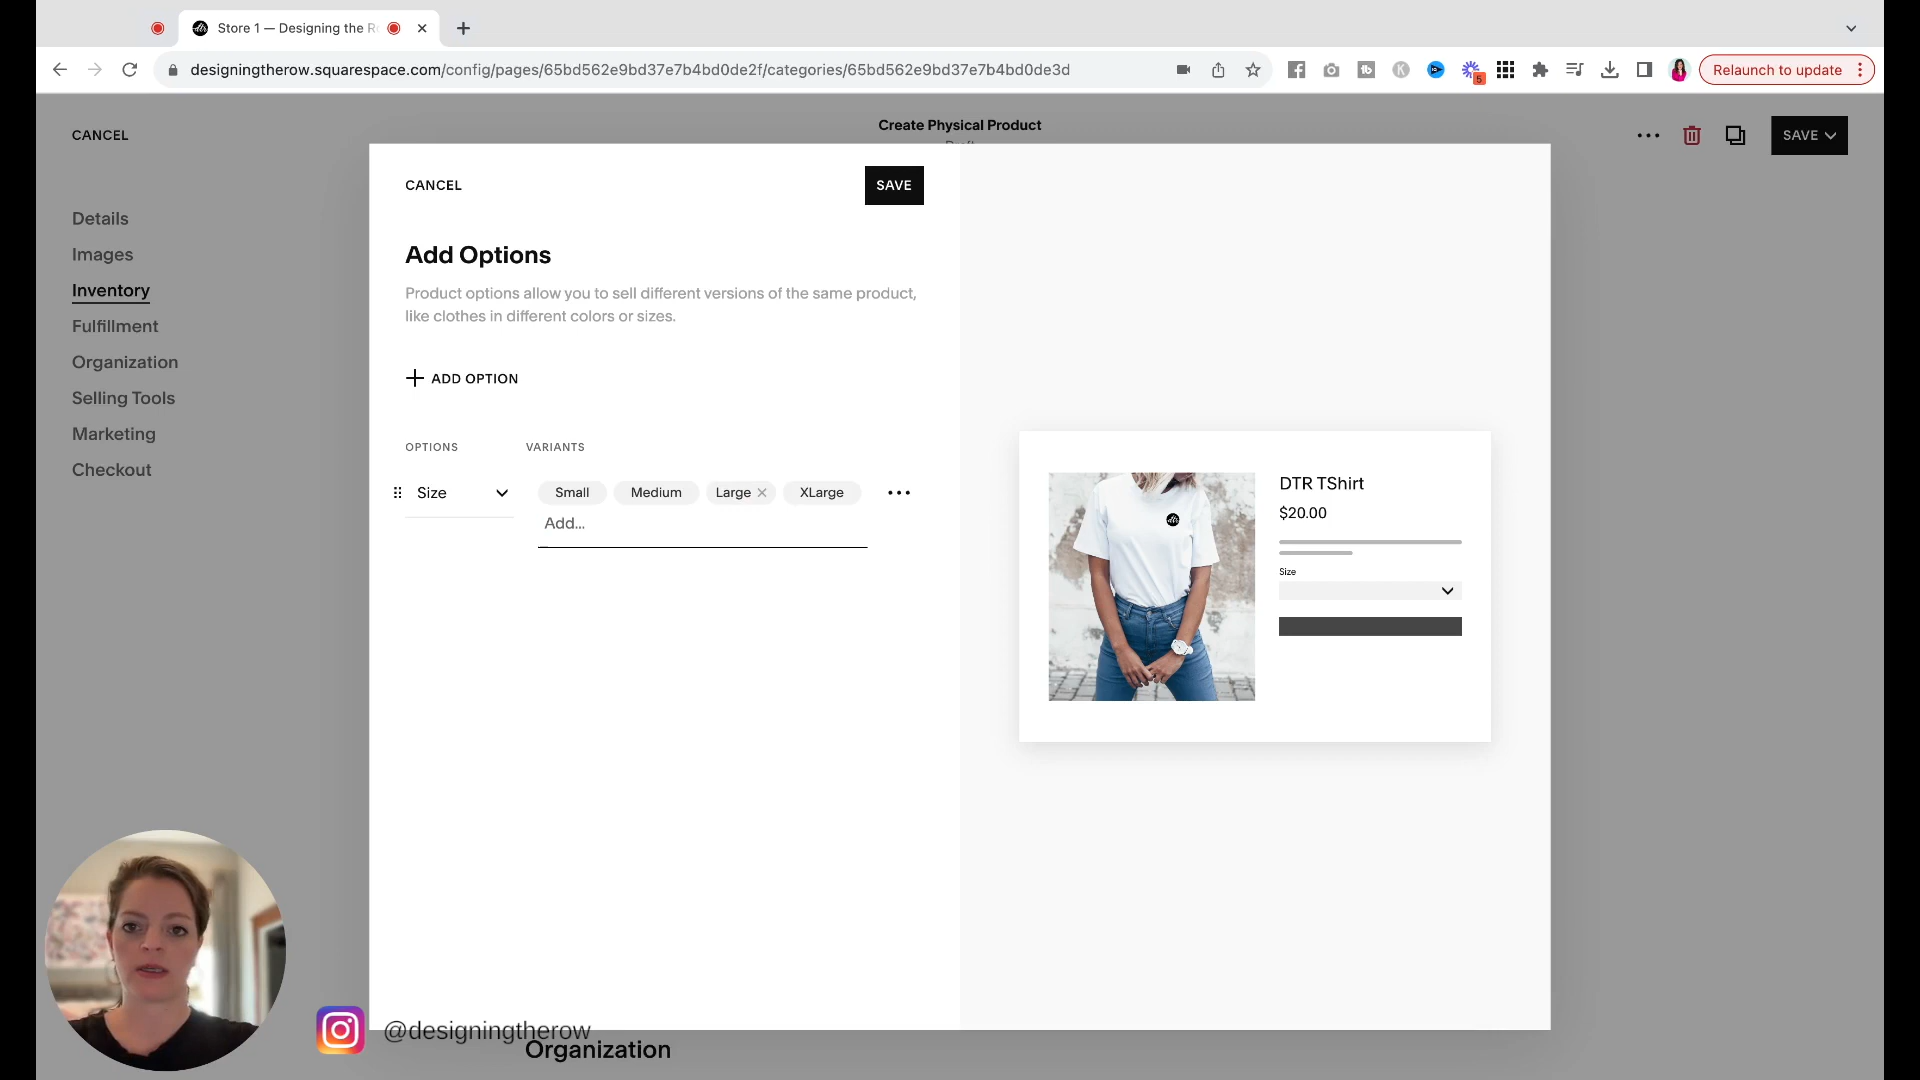 Store 1 — Designing the R
designingtherow.squarespace.com/config/pages/65bd562e9bd37e7b4bd0de2f/categories/65bd562e9bd37e7b4bd0de3d
5
Relaunch to update
CANCEL
Create Physical Product
SAVE
Details
Images
Inventory
Fulfillment
Organization
Selling Tools
Marketing
Checkout
CANCEL
SAVE
Add Options
Product options allow you to sell different versions of the same product,
like clothes in different colors or sizes.
ADD OPTION
OPTIONS VARIANTS
Size Small Medium Large XLarge
Add...
DTR TShirt
$20.00
Size
dtr
@designingtherow
Organization